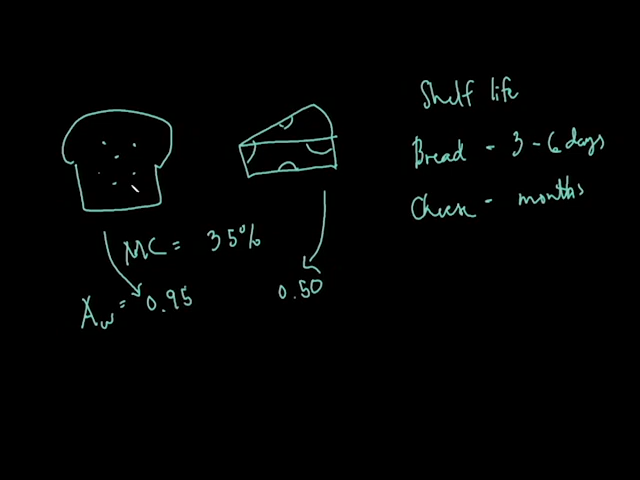 Shelf life
Bread - 3 - 6 days
Cheese - months
MC = 35%
Aw = 0.95
0.50